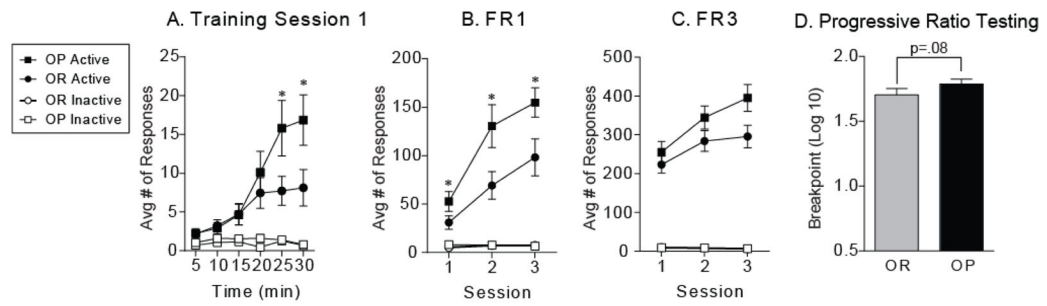 A. Training Session 1
B. FR1
C. FR3
D. Progressive Ratio Testing
OP Active
OR Active
OR Inactive
OP Inactive
Avg # of Responses
25
20
15
10
5
0
*
*
5 10 15 20 25 30
Time (min)
Avg # of Responses
200
150
100
50
0
*
*
*
1 2 3
Session
Avg # of Responses
500
400
300
200
100
0
1 2 3
Session
Breakpoint (Log 10)
2.0
1.5
1.0
0.5
p=.08
OR OP